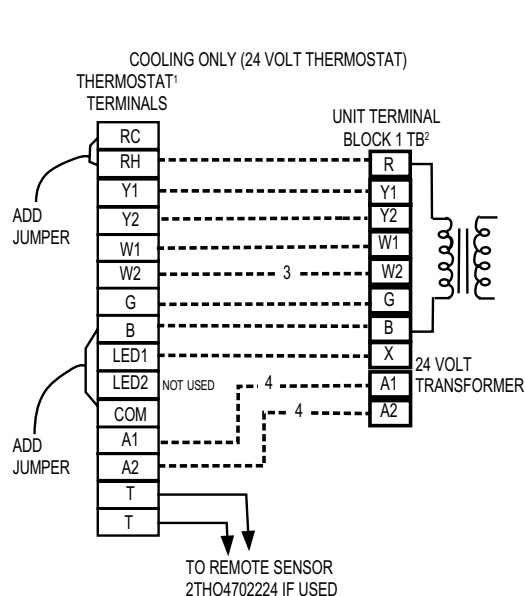 COOLING ONLY (24 VOLT THERMOSTAT)
THERMOSTAT¹
TERMINALS
UNIT TERMINAL
BLOCK 1 TB²
RC
RH
R
Y1
Y1
Y2
Y2
ADD
JUMPER
W1
W1
W2
3
W2
G
G
B
B
LED1
X
24 VOLT
TRANSFORMER
LED2
NOT USED
4
A1
COM
4
A2
A1
ADD
JUMPER
A2
T
T
TO REMOTE SENSOR
2THO4702224 IF USED